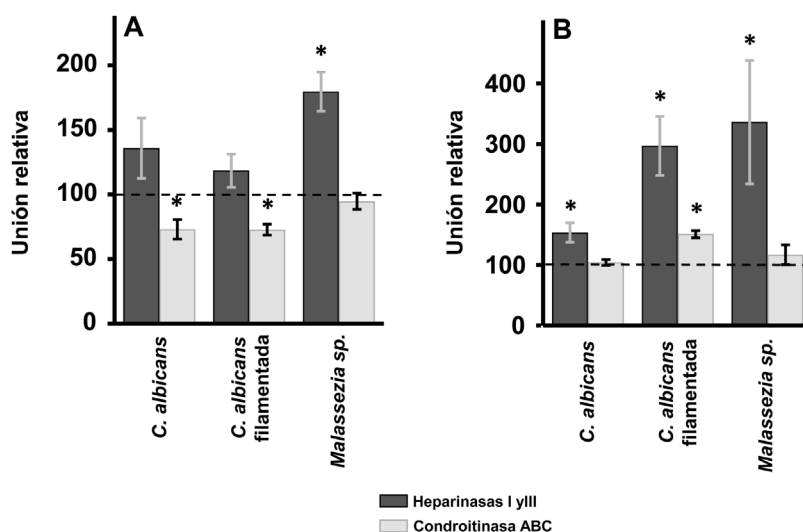 A
*
200
150
100
50
0
Unión relativa
*
*
C. albicans
C. albicans
filamentada
Malassezia sp.
B
*
*
*
*
400
300
200
100
0
Unión relativa
C. albicans
C. albicans
filamentada
Malassezia sp.
Heparinasas I yIII
Condroitinasa ABC